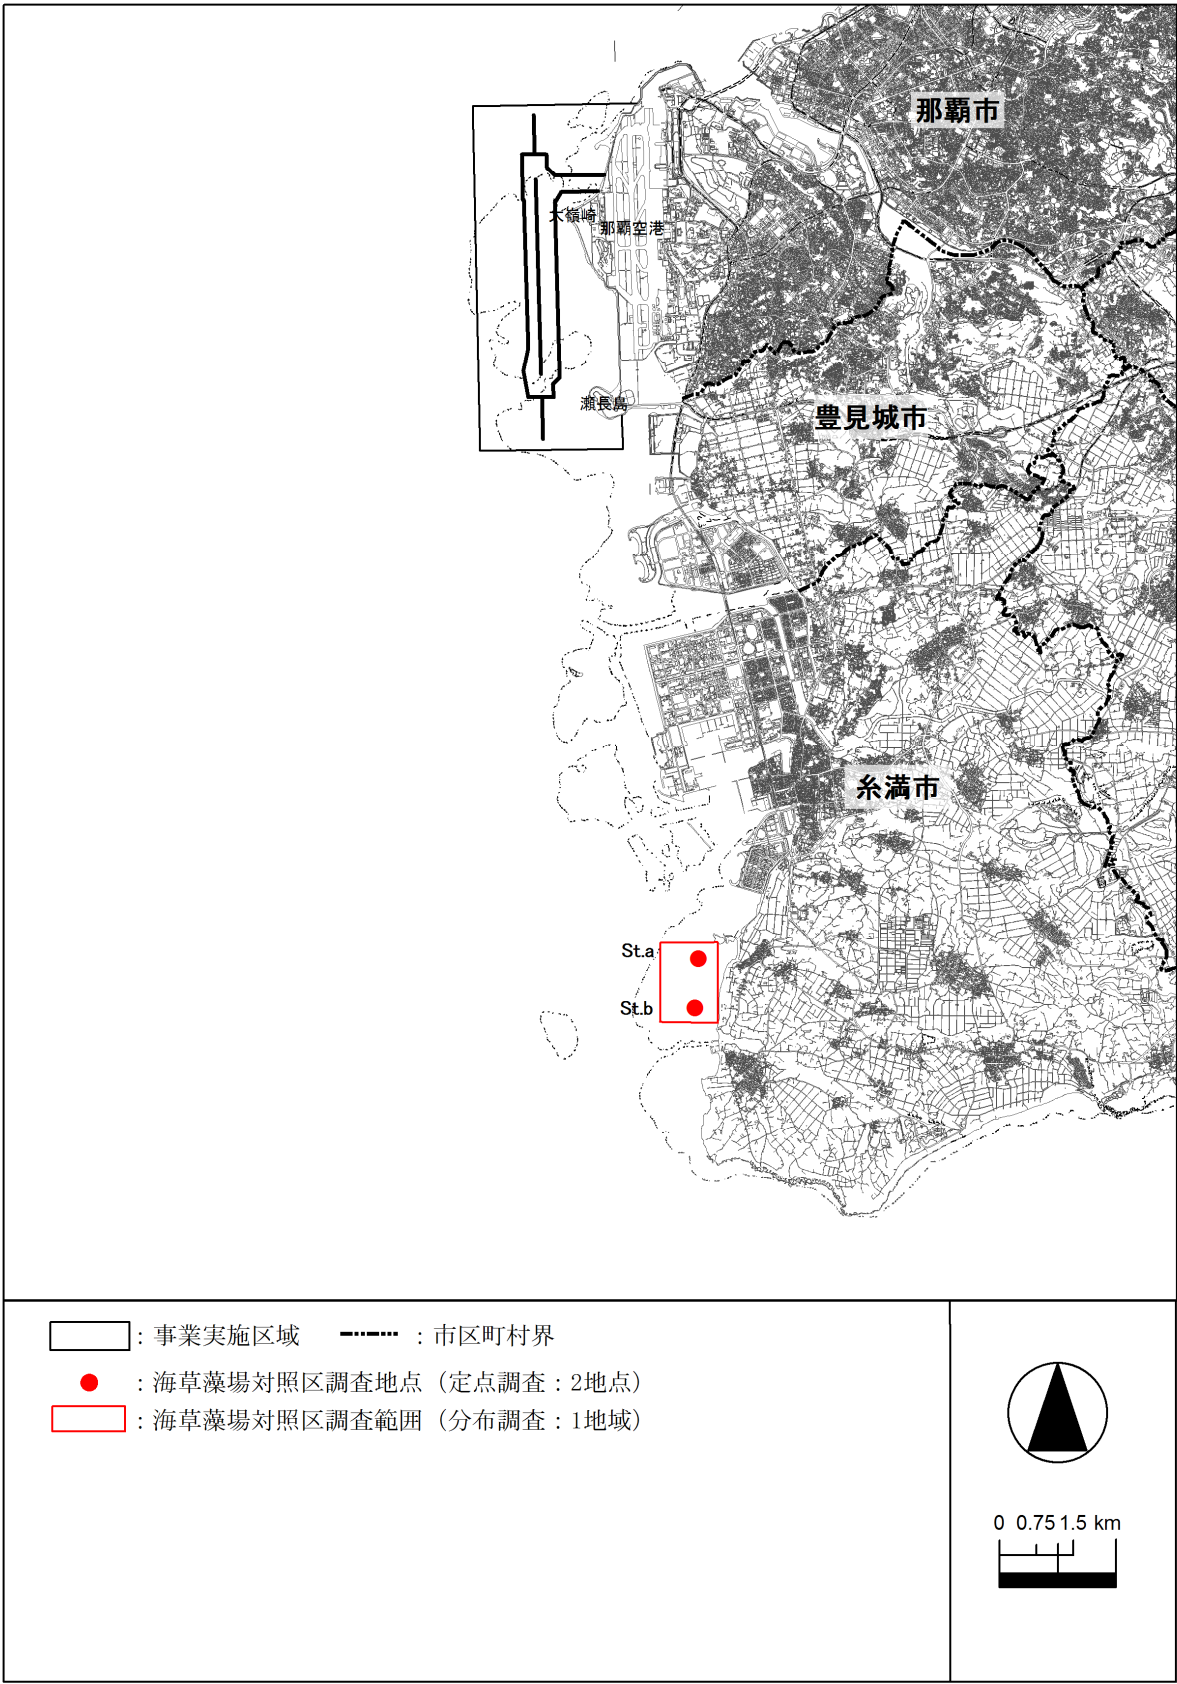 那覇市
大嶺崎
那覇空港
瀬長島
豊見城市
糸満市
St.a
St.b
：事業実施区域 ：市区町村界
：海草藻場対照区調査地点（定点調査：2地点）
：海草藻場対照区調査範囲（分布調査：1地域）
0 0.75 1.5 km